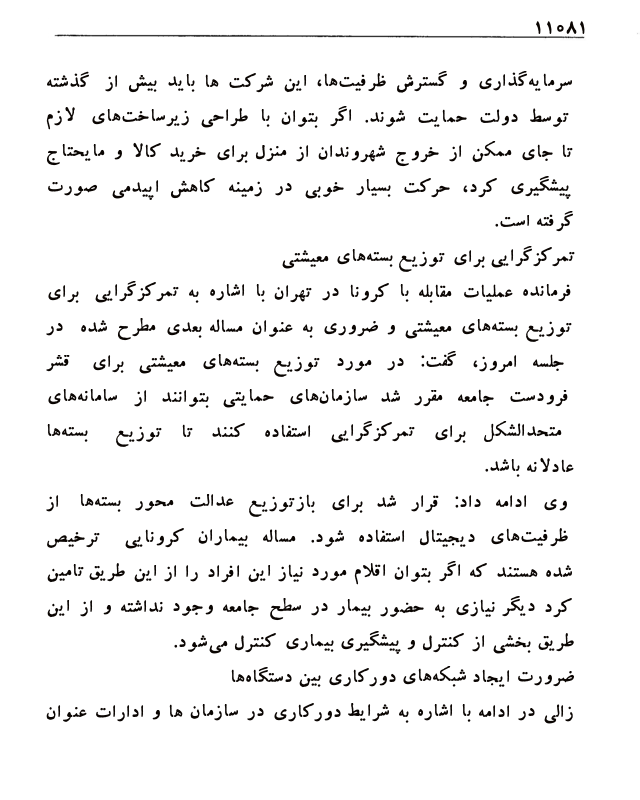 ۱۱۰۸۱
سرمایه‌گذاری و گسترش ظرفیت‌ها، این شرکت ها باید بیش از گذشته
توسط دولت حمایت شوند. اگر بتوان با طراحی زیرساخت‌های لازم
تا جای ممکن از خروج شهروندان از منزل برای خرید کالا و مایحتاج
پیشگیری کرد، حرکت بسیار خوبی در زمینه کاهش اپیدمی صورت
گرفته است.
تمرکزگرایی برای توزیع بسته‌های معیشتی
فرمانده عملیات مقابله با کرونا در تهران با اشاره به تمرکزگرایی برای
توزیع بسته‌های معیشتی و ضروری به عنوان مساله بعدی مطرح شده در
جلسه امروز، گفت: در مورد توزیع بسته‌های معیشتی برای قشر
فرودست جامعه مقرر شد سازمان‌های حمایتی بتوانند از سامانه‌های
متحدالشکل برای تمرکزگرایی استفاده کنند تا توزیع بسته‌ها
عادلانه باشد.
وی ادامه داد: قرار شد برای بازتوزیع عدالت محور بسته‌ها از
ظرفیت‌های دیجیتال استفاده شود. مساله بیماران کرونایی ترخیص
شده هستند که اگر بتوان اقلام مورد نیاز این افراد را از این طریق تامین
کرد دیگر نیازی به حضور بیمار در سطح جامعه وجود نداشته و از این
طریق بخشی از کنترل و پیشگیری بیماری کنترل می‌شود.
ضرورت ایجاد شبکه‌های دورکاری بین دستگاه‌ها
زالی در ادامه با اشاره به شرایط دورکاری در سازمان ها و ادارات عنوان